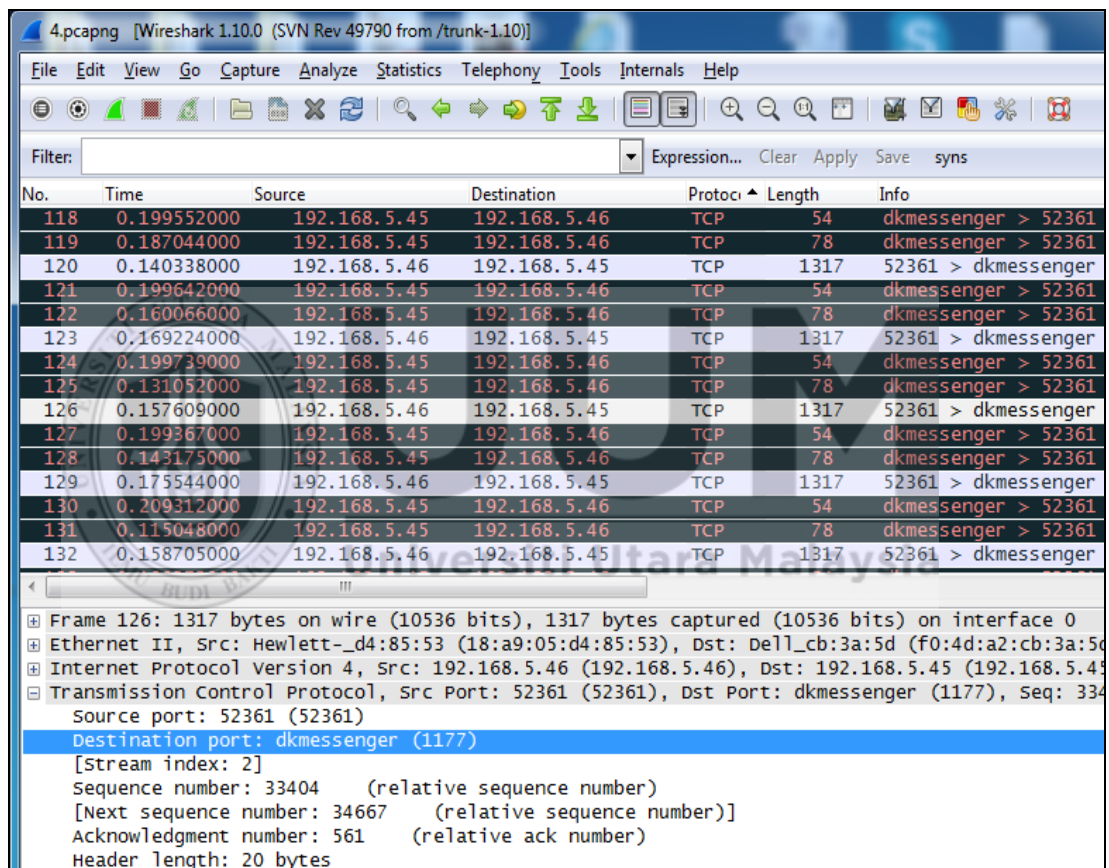 4.pcapng [Wireshark 1.10.0 (SVN Rev 49790 from /trunk-1.10)]
File Edit View Go Capture Analyze Statistics Telephony Tools Internals Help
Filter: Expression... Clear Apply Save syns
No. Time Source Destination Protocc Length Info
118 0.199552000 192.168.5.45 192.168.5.46 TCP 54 dkmessenger > 52361
119 0.187044000 192.168.5.45 192.168.5.46 TCP 78 dkmessenger > 52361
120 0.140338000 192.168.5.46 192.168.5.45 TCP 1317 52361 > dkmessenger
121 0.199642000 192.168.5.45 192.168.5.46 TCP 54 dkmessenger > 52361
122 0.160066000 192.168.5.45 192.168.5.46 TCP 78 dkmessenger > 52361
123 0.169224000 192.168.5.46 192.168.5.45 TCP 1317 52361 > dkmessenger
124 0.199739000 192.168.5.45 192.168.5.46 TCP 54 dkmessenger > 52361
125 0.131052000 192.168.5.45 192.168.5.46 TCP 78 dkmessenger > 52361
126 0.157609000 192.168.5.46 192.168.5.45 TCP 1317 52361 > dkmessenger
127 0.199367000 192.168.5.45 192.168.5.46 TCP 54 dkmessenger > 52361
128 0.143175000 192.168.5.45 192.168.5.46 TCP 78 dkmessenger > 52361
129 0.175544000 192.168.5.46 192.168.5.45 TCP 1317 52361 > dkmessenger
130 0.209312000 192.168.5.45 192.168.5.46 TCP 54 dkmessenger > 52361
131 0.115048000 192.168.5.45 192.168.5.46 TCP 78 dkmessenger > 52361
132 0.158705000 192.168.5.46 192.168.5.45 TCP 1317 52361 > dkmessenger
UUM
Universiti Utara Malaysia
Frame 126: 1317 bytes on wire (10536 bits), 1317 bytes captured (10536 bits) on interface 0
Ethernet II, Src: Hewlett-_d4:85:53 (18:a9:05:d4:85:53), Dst: Dell_cb:3a:5d (f0:4d:a2:cb:3a:5d
Internet Protocol Version 4, Src: 192.168.5.46 (192.168.5.46), Dst: 192.168.5.45 (192.168.5.45
Transmission Control Protocol, Src Port: 52361 (52361), Dst Port: dkmessenger (1177), Seq: 334
Source port: 52361 (52361)
Destination port: dkmessenger (1177)
[Stream index: 2]
Sequence number: 33404 (relative sequence number)
[Next sequence number: 34667 (relative sequence number)]
Acknowledgment number: 561 (relative ack number)
Header length: 20 bytes